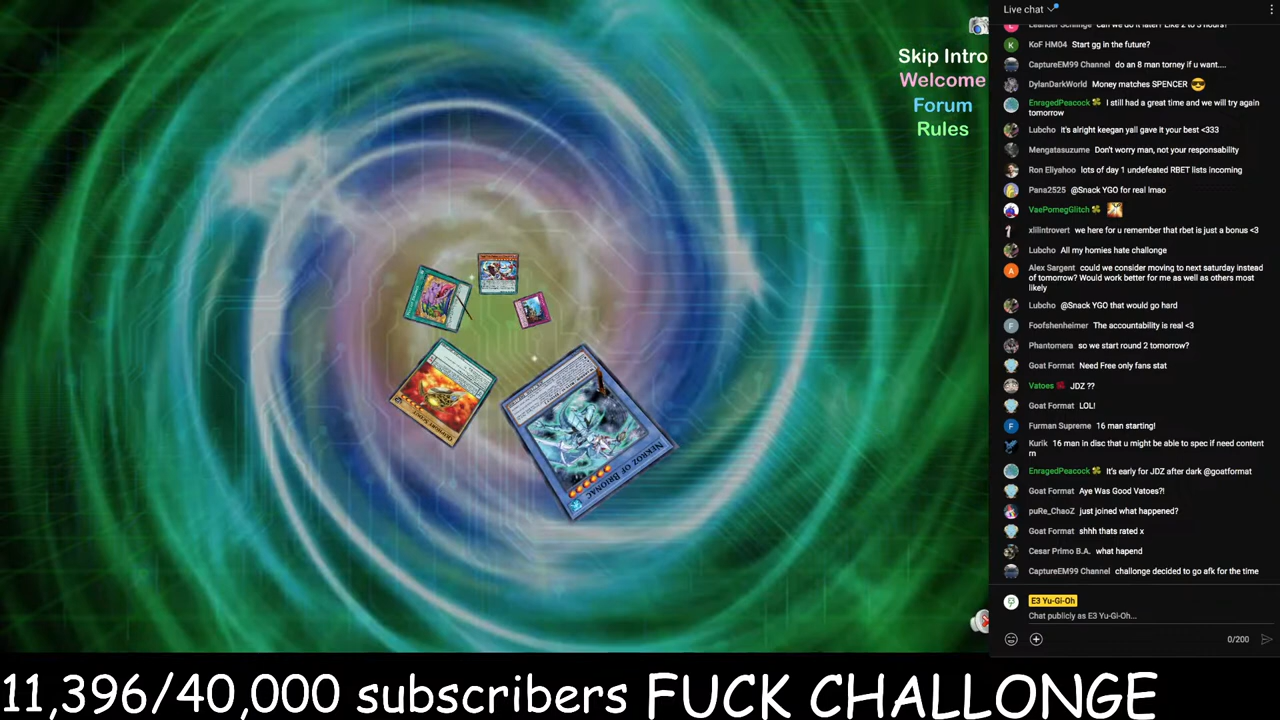 Skip Intro
Welcome
Forum
Rules
NEKROZ OF BRIONAC
Live chat
KoF HM04 Start gg in the future?
CaptureEM99 Channel do an 8 man torney if u want....
DylanDarkWorld Money matches SPENCER 😎
EnragedPeacock I still had a great time and we will try again
tomorrow
Lubcho it's alright keegan yall gave it your best <333
Mengatasuzume Don't worry man, not your responsability
Ron Eliyahoo lots of day 1 undefeated RBET lists incoming
Pana2525 @Snack YGO for real lmao
VaePomegGlitch
xlilintrovert we here for u remember that rbet is just a bonus <3
Lubcho All my homies hate challonge
Alex Sargent could we consider moving to next saturday instead
of tomorrow? Would work better for me as well as others most
likely
Lubcho @Snack YGO that would go hard
Foofshenheimer The accountability is real <3
Phantomera so we start round 2 tomorrow?
Goat Format Need Free only fans stat
Vatoes JDZ ??
Goat Format LOL!
Furman Supreme 16 man starting!
Kurik 16 man in disc that u might be able to spec if need content
rn
EnragedPeacock It's early for JDZ after dark @goatformat
Goat Format Aye Was Good Vatoes?!
puRe_ChaoZ just joined what happened?
Goat Format shhh thats rated x
Cesar Primo B.A. what hapend
CaptureEM99 Channel challonge decided to go afk for the time
E3 Yu-Gi-Oh
Chat publicly as E3 Yu-Gi-Oh...
0/200
11,396/40,000 subscribers FUCK CHALLONGE